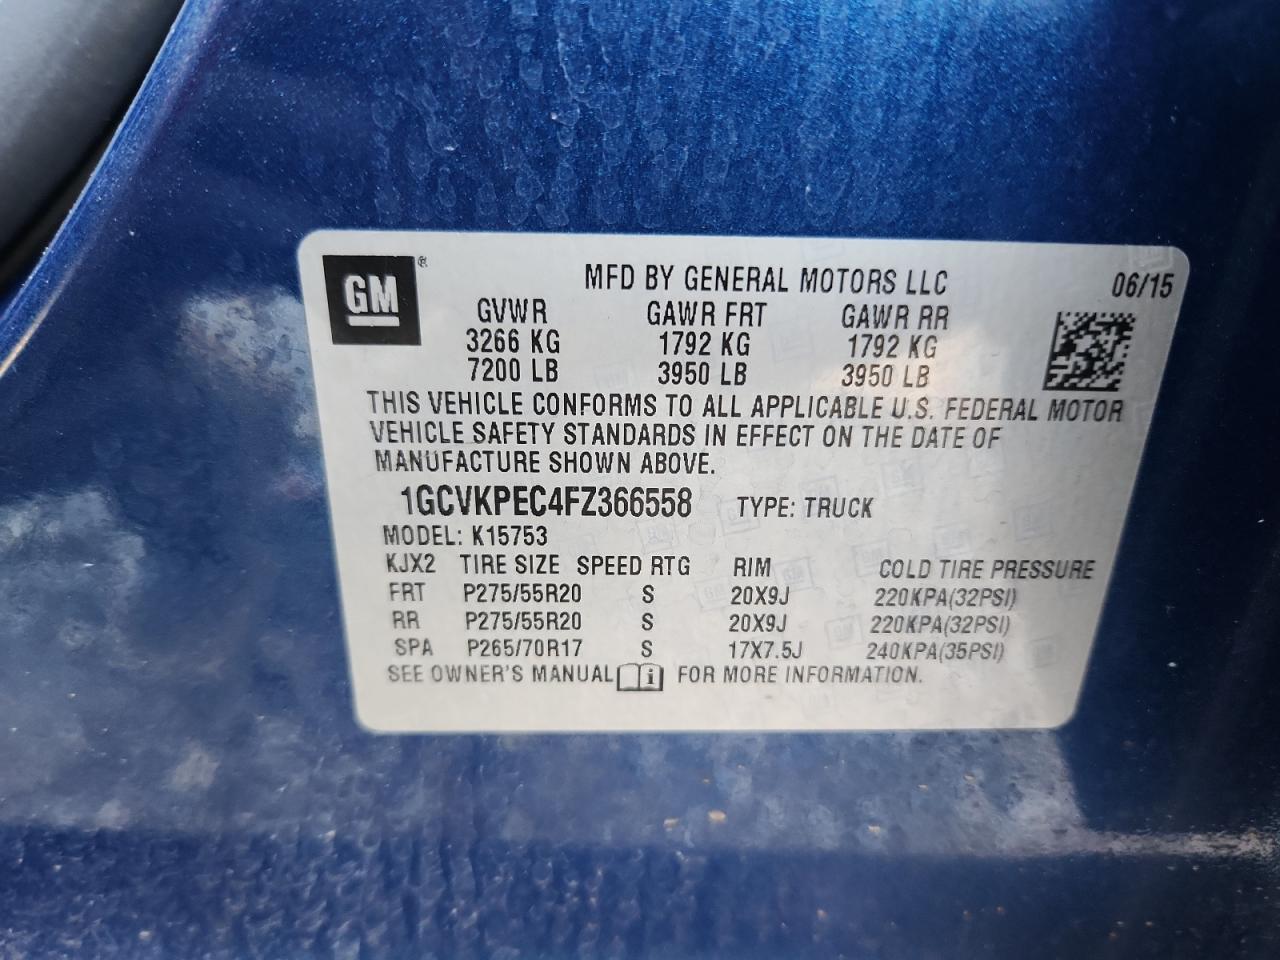 GM ®
MFD BY GENERAL MOTORS LLC 06/15
GVWR GAWR FRT GAWR RR
3266 KG 1792 KG 1792 KG
7200 LB 3950 LB 3950 LB
THIS VEHICLE CONFORMS TO ALL APPLICABLE U.S. FEDERAL MOTOR
VEHICLE SAFETY STANDARDS IN EFFECT ON THE DATE OF
MANUFACTURE SHOWN ABOVE.
1GCVKPEC4FZ366558 TYPE: TRUCK
MODEL: K15753
KJX2 TIRE SIZE SPEED RTG RIM COLD TIRE PRESSURE
FRT P275/55R20 S 20X9J 220KPA(32PSI)
RR P275/55R20 S 20X9J 220KPA(32PSI)
SPA P265/70R17 S 17X7.5J 240KPA(35PSI)
SEE OWNER'S MANUAL i FOR MORE INFORMATION.